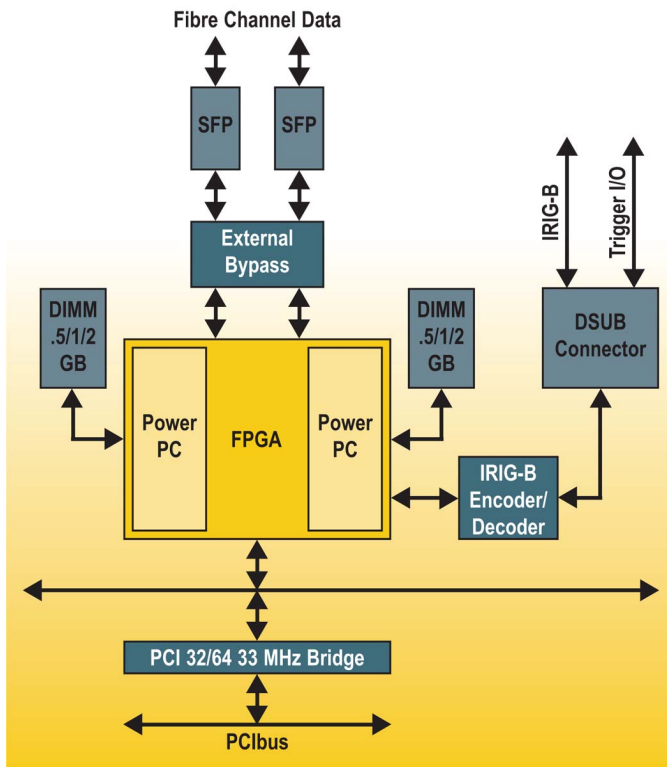 Fibre Channel Data
SFP
SFP
External
Bypass
IRIG-B
Trigger I/O
DIMM
.5/1/2
GB
DIMM
.5/1/2
GB
DSUB
Connector
Power
PC
FPGA
Power
PC
IRIG-B
Encoder/
Decoder
PCI 32/64 33 MHz Bridge
PCIbus